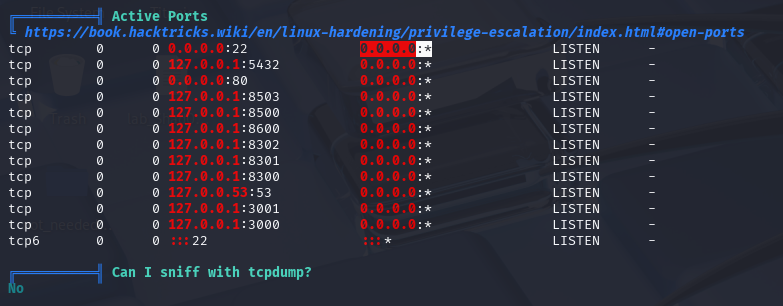 ╔══════════╣ Active Ports
╚ https://book.hacktricks.wiki/en/linux-hardening/privilege-escalation/index.html#open-ports
tcp 0 0 0.0.0.0:22 0.0.0.0:* LISTEN -
tcp 0 0 127.0.0.1:5432 0.0.0.0:* LISTEN -
tcp 0 0 0.0.0.0:80 0.0.0.0:* LISTEN -
tcp 0 0 127.0.0.1:8503 0.0.0.0:* LISTEN -
tcp 0 0 127.0.0.1:8500 0.0.0.0:* LISTEN -
tcp 0 0 127.0.0.1:8600 0.0.0.0:* LISTEN -
tcp 0 0 127.0.0.1:8302 0.0.0.0:* LISTEN -
tcp 0 0 127.0.0.1:8301 0.0.0.0:* LISTEN -
tcp 0 0 127.0.0.1:8300 0.0.0.0:* LISTEN -
tcp 0 0 127.0.0.53:53 0.0.0.0:* LISTEN -
tcp 0 0 127.0.0.1:3001 0.0.0.0:* LISTEN -
tcp 0 0 127.0.0.1:3000 0.0.0.0:* LISTEN -
tcp6 0 0 :::22 :::* LISTEN -
╔══════════╣ Can I sniff with tcpdump?
No